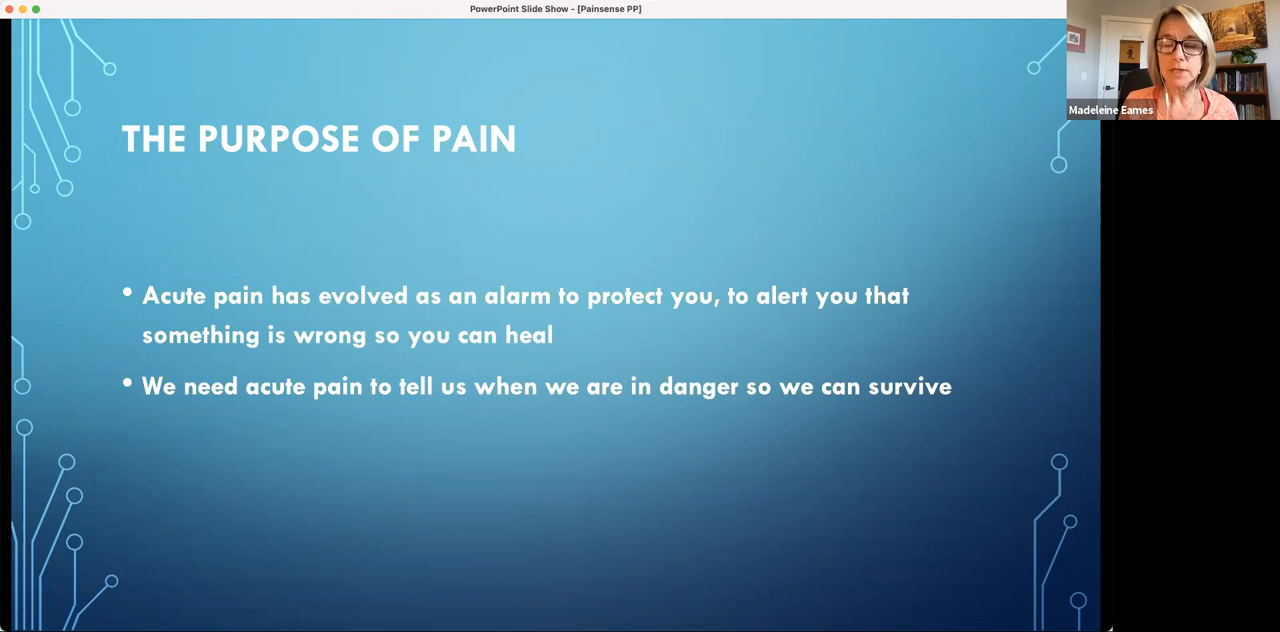 PowerPoint Slide Show - [Painsense PP]
Madeleine Eames
THE PURPOSE OF PAIN
• Acute pain has evolved as an alarm to protect you, to alert you that
something is wrong so you can heal
• We need acute pain to tell us when we are in danger so we can survive